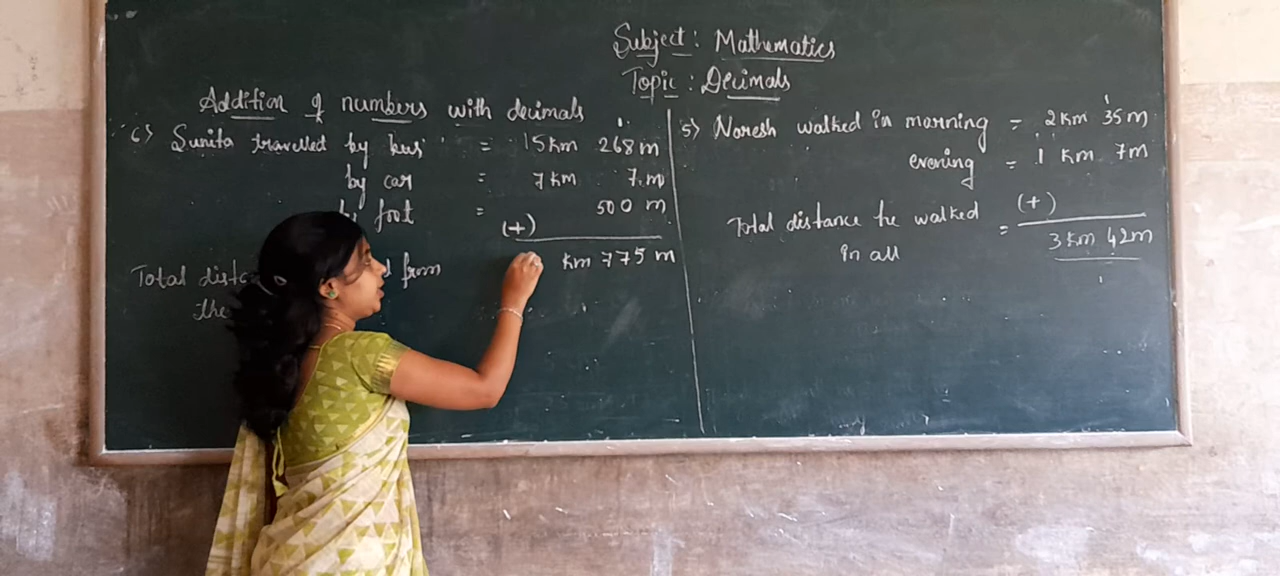 Subject: Mathematics
Topic: Decimals
Addition of numbers with decimals
6) Sunita travelled by bus = 15 Km 268 m
by car = 7 Km 7 m
foot = 500 m
(+)
Total from
Km 775 m
the
5) Naresh walked in morning = 2 Km 35 m
evening = 1 Km 7 m
(+)
Total distance he walked
in all = 3 Km 42 m